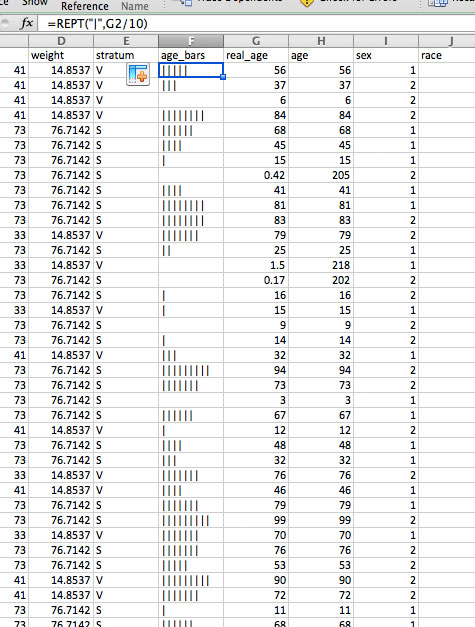 Show
Reference Name
fx =REPT("|",G2/10)
D E F G H I J
weight stratum age_bars real_age age sex race
41 14.8537 V ||||| 56 56 1
41 14.8537 V ||| 37 37 2
41 14.8537 V 6 6 2
41 14.8537 V |||||||| 84 84 2
73 76.7142 S |||||| 68 68 1
73 76.7142 S |||| 45 45 1
73 76.7142 S | 15 15 1
73 76.7142 S 0.42 205 2
73 76.7142 S |||| 41 41 1
73 76.7142 S |||||||| 81 81 1
73 76.7142 S |||||||| 83 83 2
33 14.8537 V ||||||| 79 79 2
73 76.7142 S || 25 25 1
33 14.8537 V 1.5 218 1
73 76.7142 S 0.17 202 2
73 76.7142 S | 16 16 2
33 14.8537 V | 15 15 1
73 76.7142 S 9 9 2
73 76.7142 S | 14 14 2
41 14.8537 V ||| 32 32 1
73 76.7142 S ||||||||| 94 94 2
73 76.7142 S ||||||| 73 73 2
73 76.7142 S 3 3 1
73 76.7142 S |||||| 67 67 1
41 14.8537 V | 12 12 2
73 76.7142 S |||| 48 48 1
73 76.7142 S ||| 32 32 1
33 14.8537 V ||||||| 76 76 2
41 14.8537 V |||| 46 46 1
73 76.7142 S ||||||| 79 79 1
73 76.7142 S ||||||||| 99 99 2
33 14.8537 V ||||||| 70 70 1
73 76.7142 S ||||||| 76 76 2
73 76.7142 S ||||| 53 53 2
41 14.8537 V ||||||||| 90 90 2
41 14.8537 V ||||||| 72 72 2
73 76.7142 S | 11 11 1
73 76.7142 S |||||| 68 68 1